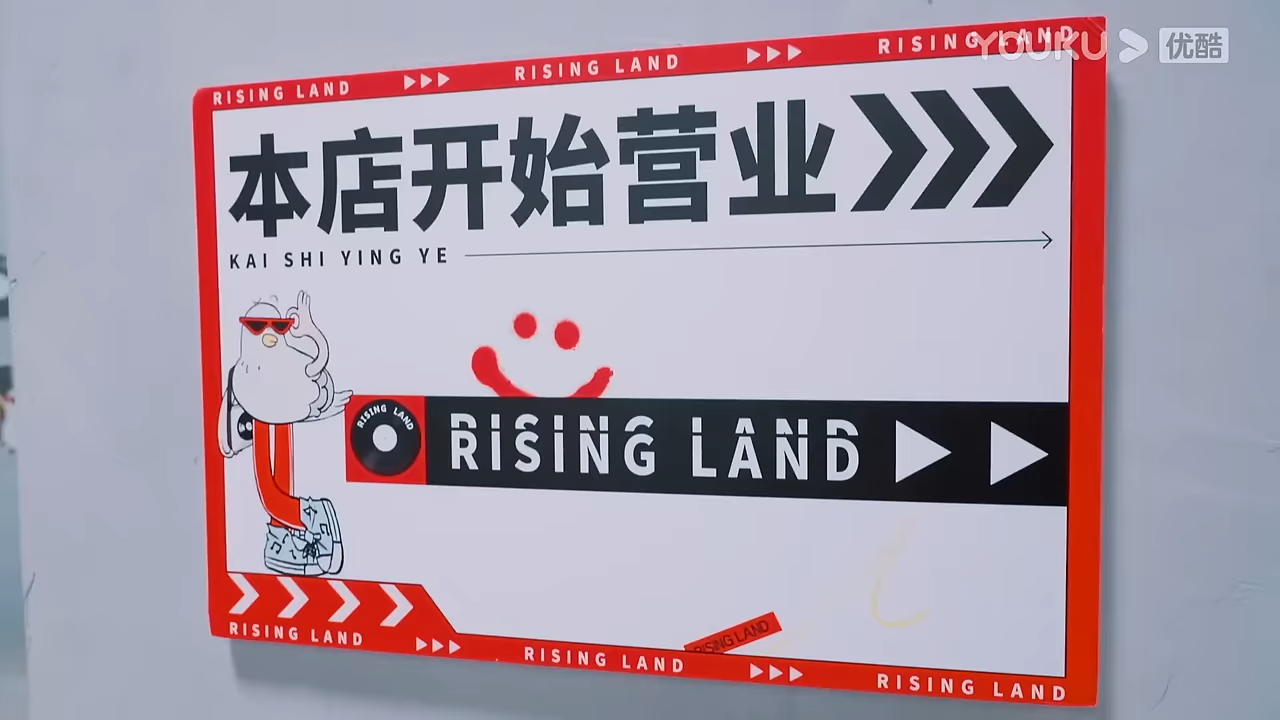 YOUKU 优酷
RISING LAND RISING LAND RISING LAND
本店开始营业
KAI SHI YING YE
RISING LAND
RISING LAND
RISING LAND
RISING LAND RISING LAND RISING LAND